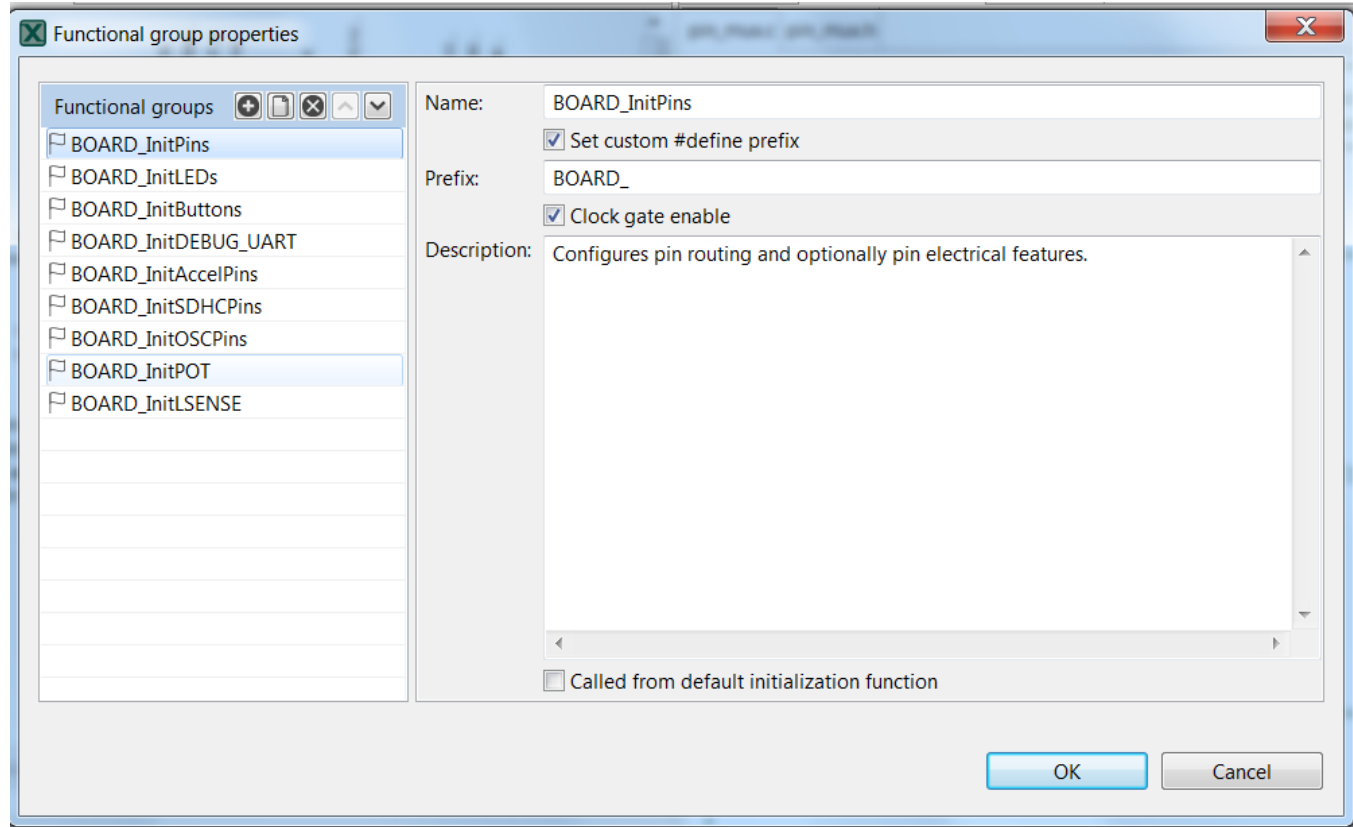 Functional group properties
Functional groups
BOARD_InitPins
BOARD_InitLEDs
BOARD_InitButtons
BOARD_InitDEBUG_UART
BOARD_InitAccelPins
BOARD_InitSDHCPins
BOARD_InitOSCPins
BOARD_InitPOT
BOARD_InitLSENSE
Name: BOARD_InitPins
Set custom #define prefix
Prefix: BOARD_
Clock gate enable
Description: Configures pin routing and optionally pin electrical features.
Called from default initialization function
OK Cancel